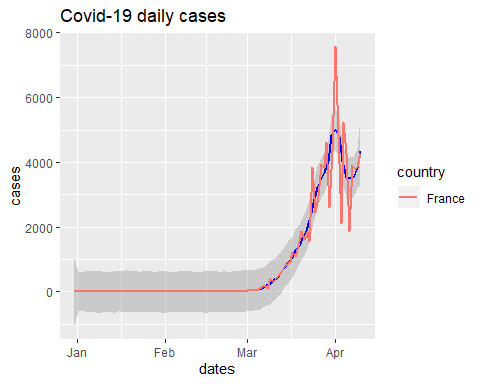 Covid-19 daily cases
8000
6000
4000
2000
0
cases
Jan Feb Mar Apr
dates
country
France